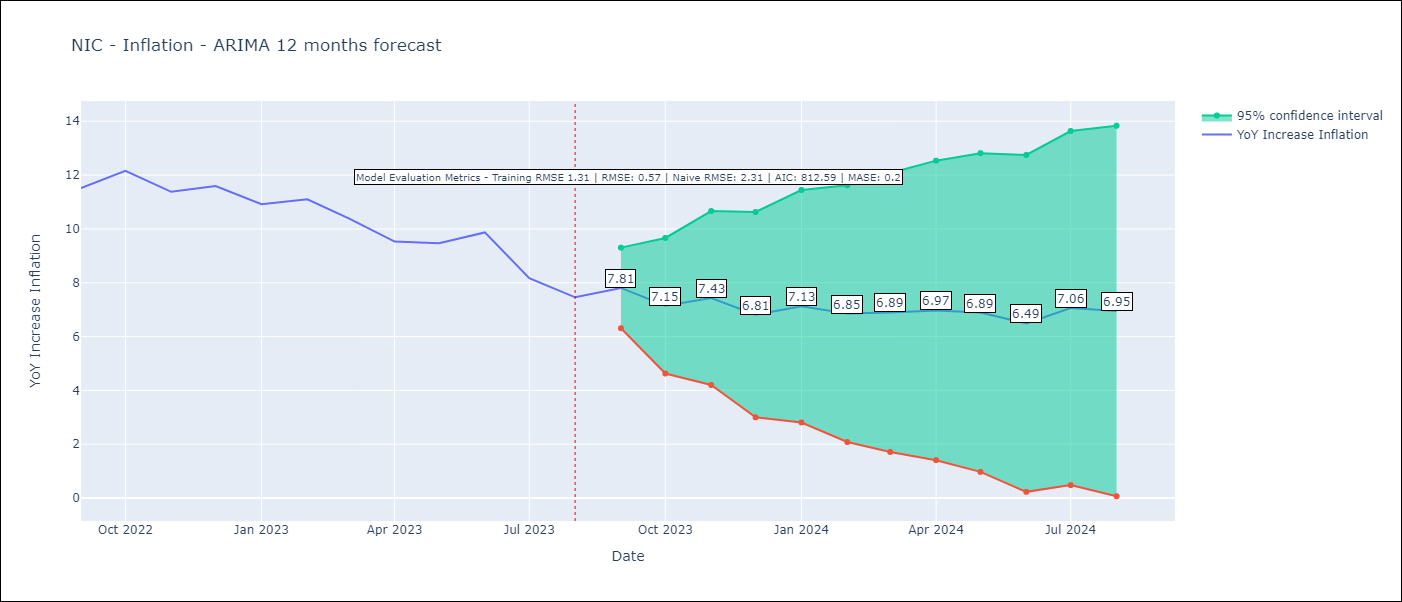 NIC - Inflation - ARIMA 12 months forecast
95% confidence interval
YoY Increase Inflation
Model Evaluation Metrics - Training RMSE 1.31 | RMSE: 0.57 | Naive RMSE: 2.31 | AIC: 812.59 | MASE: 0.2
YoY Increase Inflation
14
12
10
8
6
4
2
0
7.81
7.15
7.43
6.81
7.13
6.85
6.89
6.97
6.89
6.49
7.06
6.95
Oct 2022
Jan 2023
Apr 2023
Jul 2023
Oct 2023
Jan 2024
Apr 2024
Jul 2024
Date